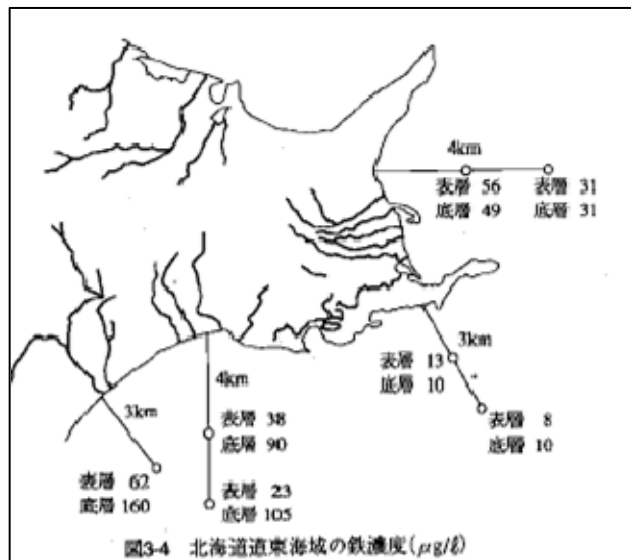 4km
表層 56
底層 49
表層 31
底層 31
3km
表層 13
底層 10
表層 8
底層 10
4km
表層 38
底層 90
表層 23
底層 105
3km
表層 62
底層 160
図3-4 北海道道東海域の鉄濃度(μg/ℓ)